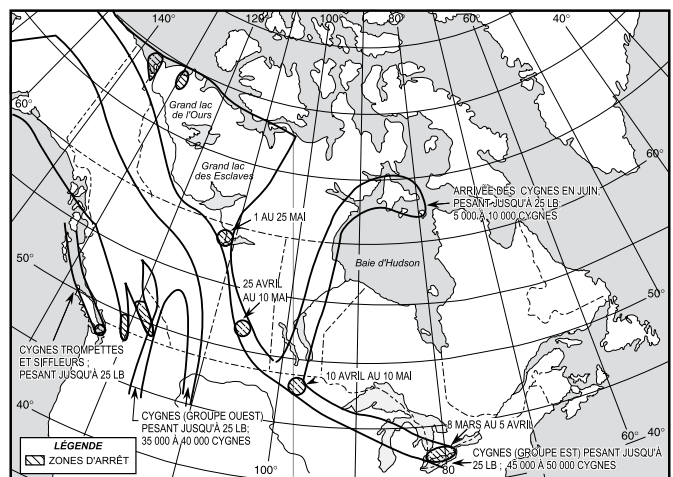 140°
120°
100°
80°
60°
40°
60°
Grand lac
de l'Ours
Grand lac
des Esclaves
60°
ARRIVÉE DES CYGNES EN JUIN;
PESANT JUSQU'À 25 LB
5 000 À 10 000 CYGNES
1 AU 25 MAI
Baie d'Hudson
50°
25 AVRIL
AU 10 MAI
50°
CYGNES TROMPETTES
ET SIFFLEURS ;
PESANT JUSQU'À 25 LB
10 AVRIL AU 10 MAI
40°
CYGNES (GROUPE OUEST)
PESANT JUSQU'À 25 LB;
35 000 À 40 000 CYGNES
8 MARS AU 5 AVRIL
60°
LÉGENDE
ZONES D'ARRÊT
CYGNES (GROUPE EST) PESANT JUSQU'À
25 LB ; 45 000 À 50 000 CYGNES
100°
80